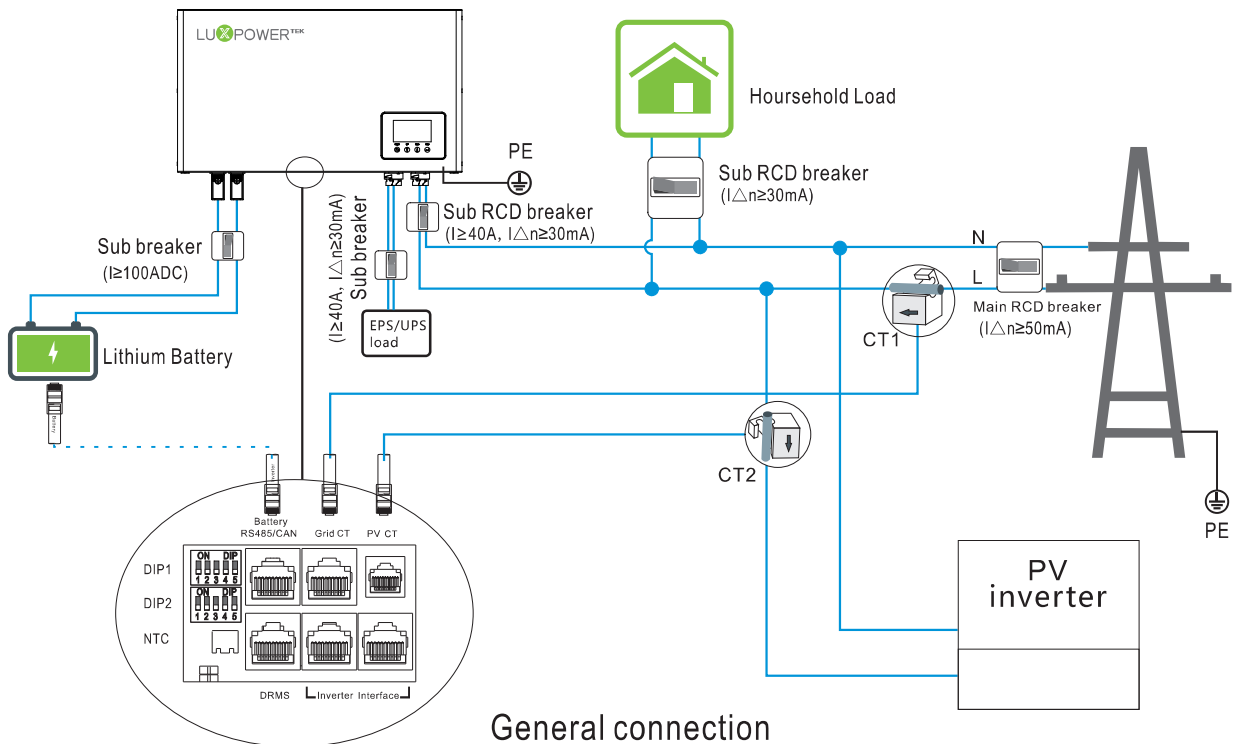 LUXPOWERTEK
Hoursehold Load
PE
Sub RCD breaker
(I△n≥30mA)
Sub RCD breaker
(I≥40A, I△n≥30mA)
Sub breaker
(I≥40A, I△n≥30mA)
Sub breaker
(I≥100ADC)
N
L
Main RCD breaker
(I△n≥50mA)
CT1
EPS/UPS
load
Lithium Battery
Battery
Inverter
CT2
PE
Battery
RS485/CAN
Grid CT
PV CT
DIP1
ON DIP
1 2 3 4 5
DIP2
ON DIP
1 2 3 4 5
NTC
DRMS
Inverter Interface
PV
inverter
General connection